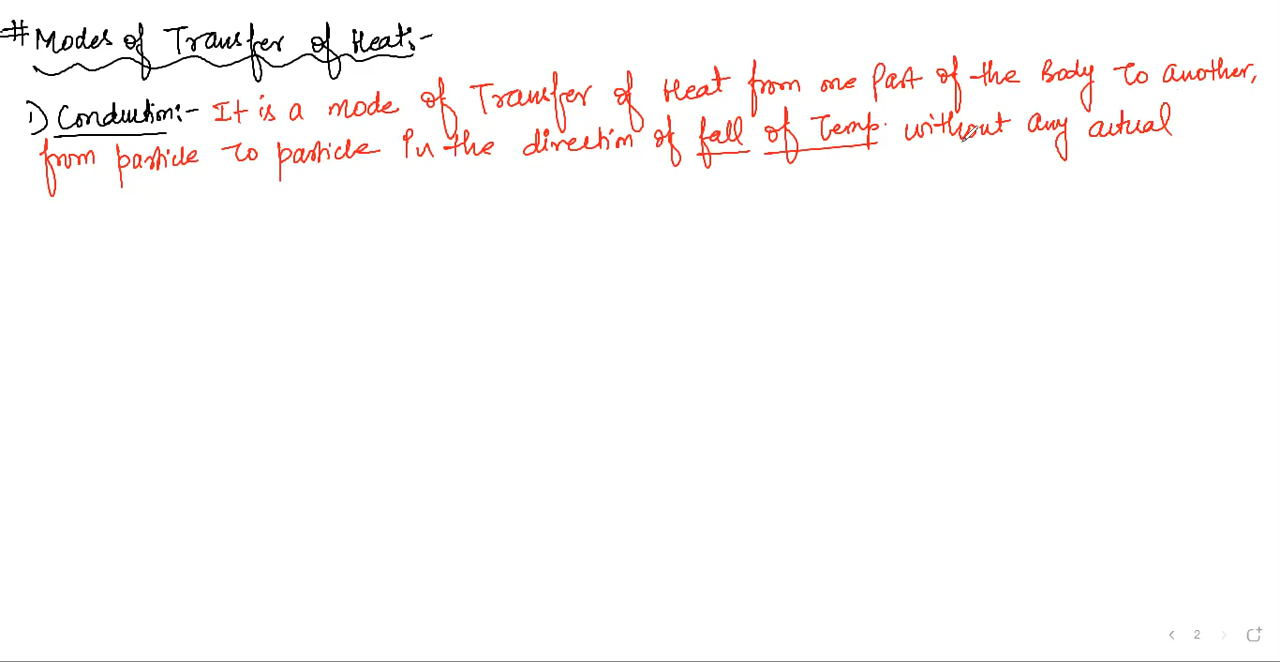 # Modes of Transfer of Heat:-
1) Conduction:- It is a mode of Transfer of Heat from one Part of the Body To another,
from particle To particle in the direction of fall of Temp. without any actual
2